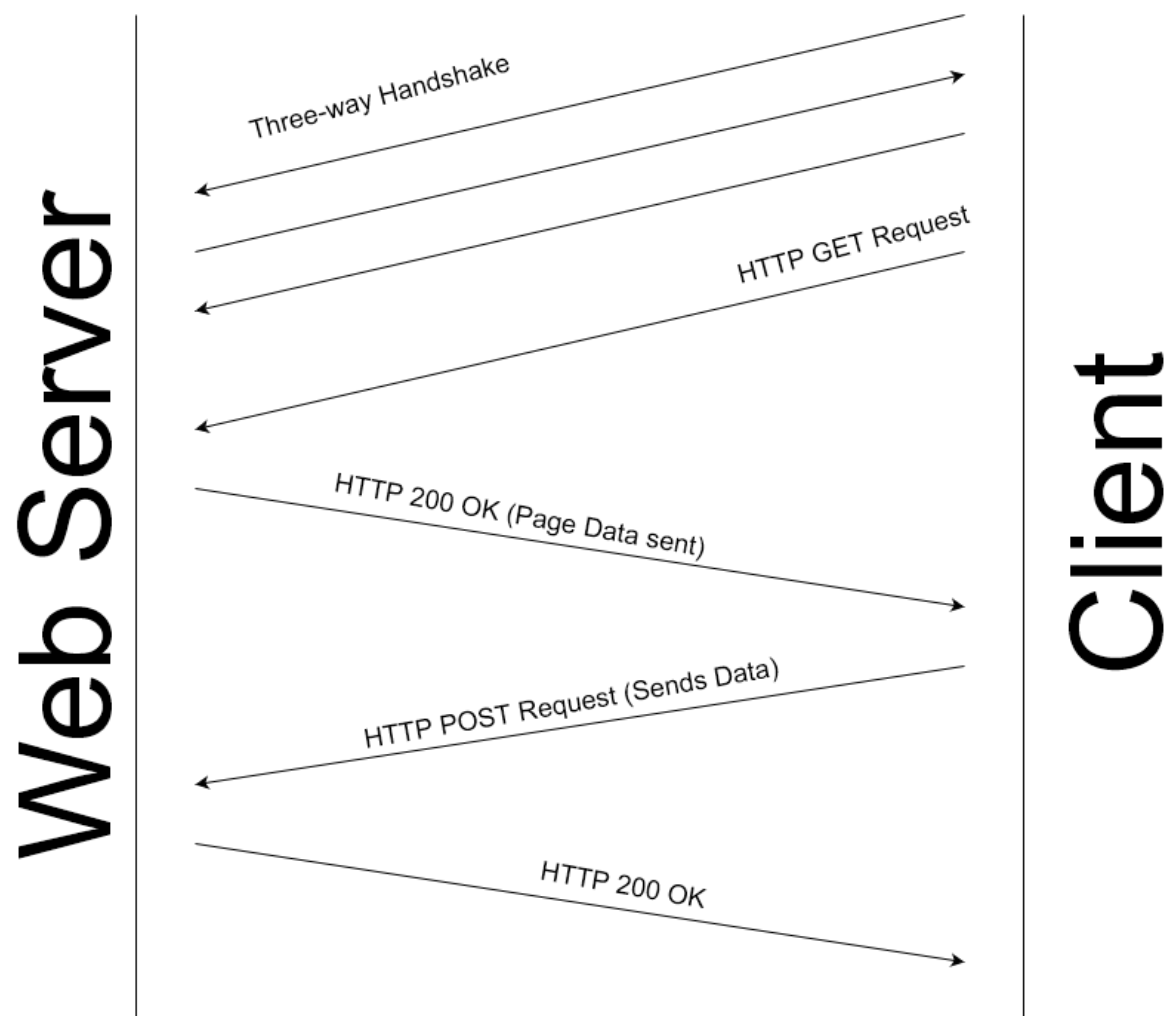 Web Server
Three-way Handshake
HTTP GET Request
HTTP 200 OK (Page Data sent)
HTTP POST Request (Sends Data)
HTTP 200 OK
Client